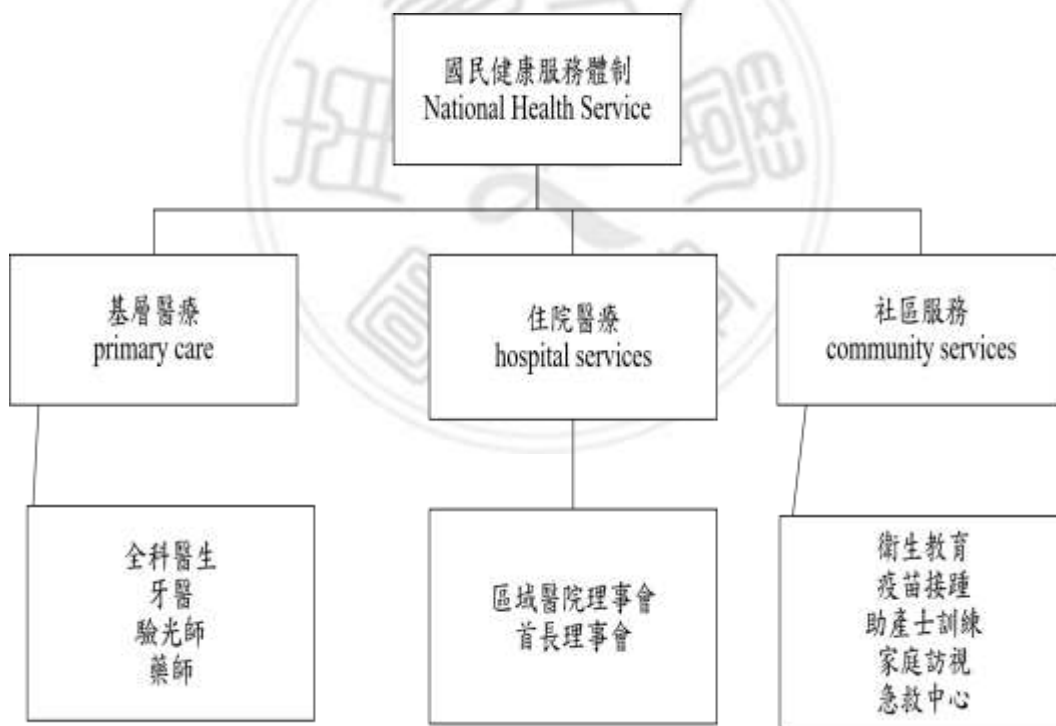 國民健康服務體制
National Health Service
基層醫療
primary care
住院醫療
hospital services
社區服務
community services
全科醫生
牙醫
驗光師
藥師
區域醫院理事會
首長理事會
衛生教育
疫苗接踵
助產士訓練
家庭訪視
急救中心